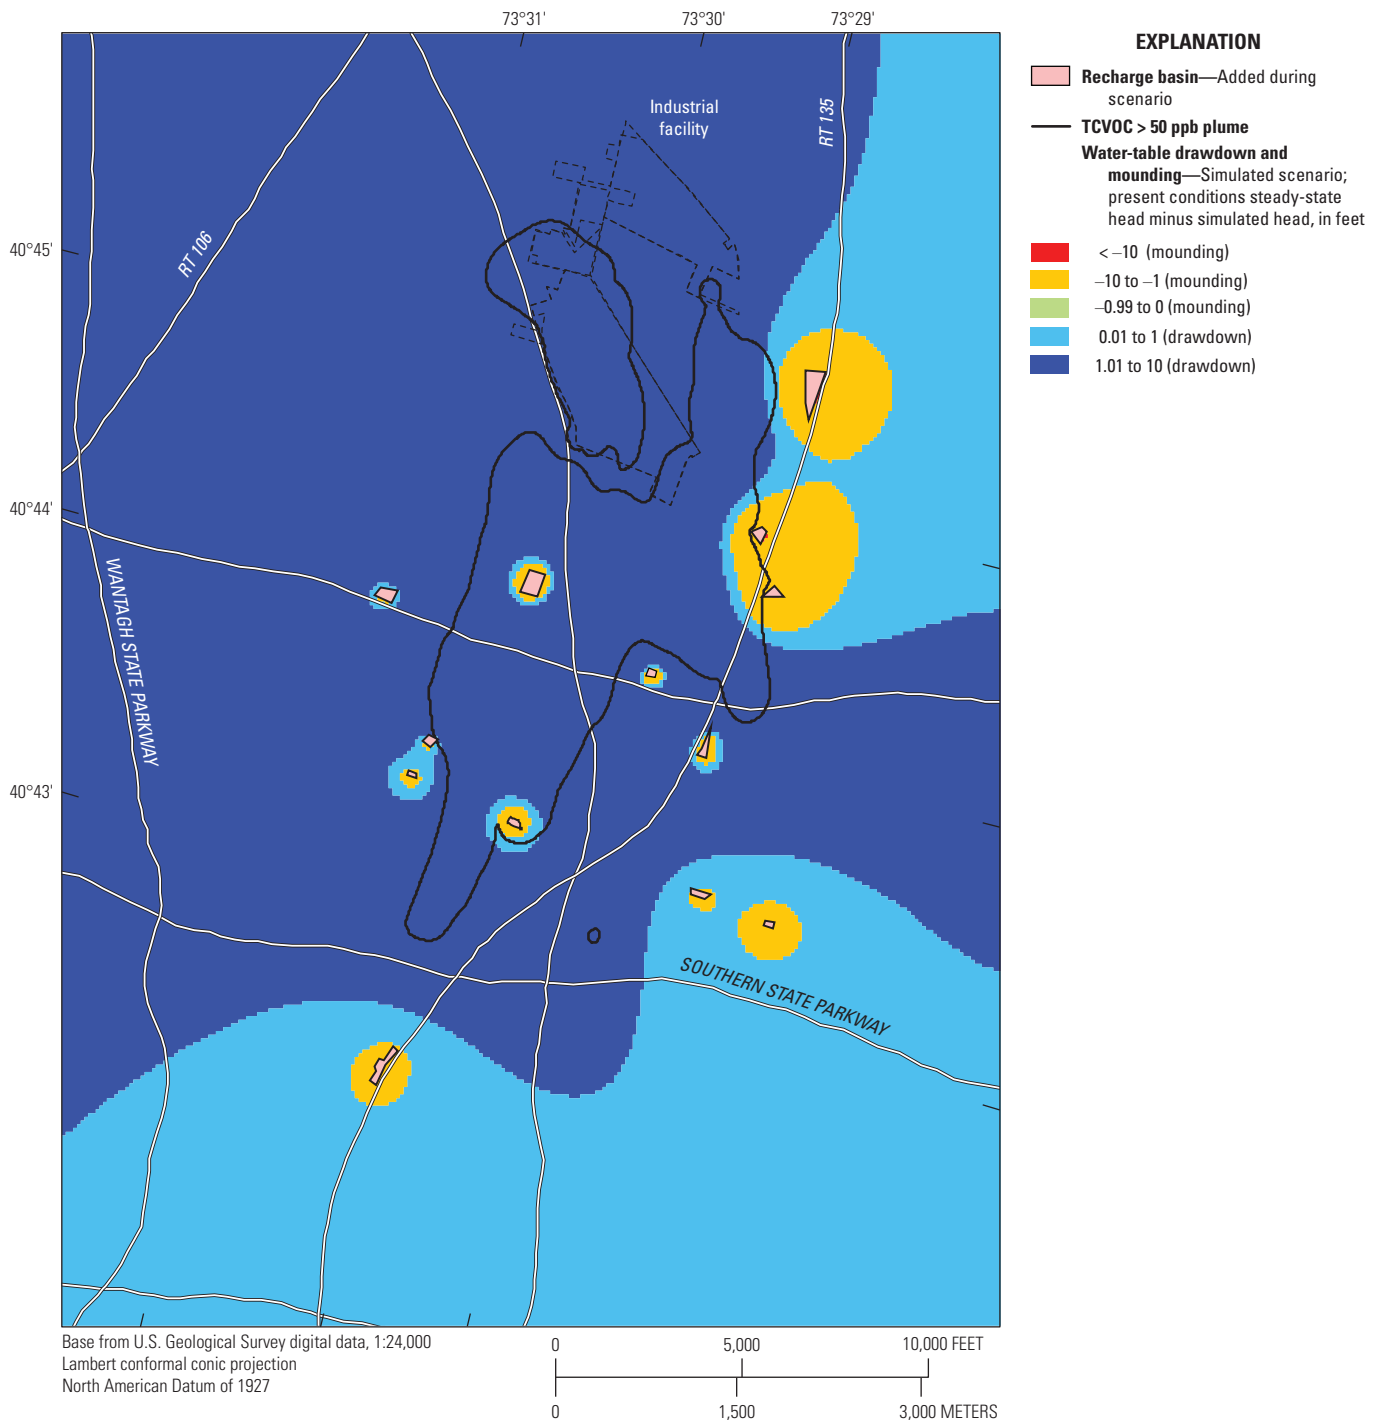 73°31'
73°30'
73°29'
40°45'
40°44'
40°43'
Industrial
facility
RT 135
RT 106
WANTAGH STATE PARKWAY
SOUTHERN STATE PARKWAY
EXPLANATION
Recharge basin—Added during
scenario
TCVOC > 50 ppb plume
Water-table drawdown and
mounding—Simulated scenario;
present conditions steady-state
head minus simulated head, in feet
< –10 (mounding)
–10 to –1 (mounding)
–0.99 to 0 (mounding)
0.01 to 1 (drawdown)
1.01 to 10 (drawdown)
Base from U.S. Geological Survey digital data, 1:24,000
Lambert conformal conic projection
North American Datum of 1927
0 5,000 10,000 FEET
0 1,500 3,000 METERS